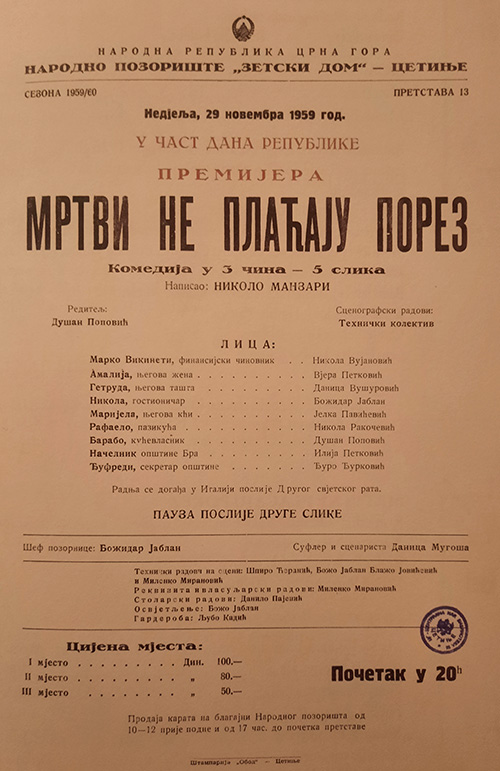 НАРОДНА РЕПУБЛИКА ЦРНА ГОРА
НАРОДНО ПОЗОРИШТЕ „ЗЕТСКИ ДОМ“ — ЦЕТИЊЕ
СЕЗОНА 1959/60 ПРЕТСТАВА 13
Недјеља, 29 новембра 1959 год.
У ЧАСТ ДАНА РЕПУБЛИКЕ
ПРЕМИЈЕРА
МРТВИ НЕ ПЛАЋАЈУ ПОРЕЗ
Комедија у 3 чина — 5 слика
Написао: НИКОЛО МАНЗАРИ
Редитељ: Сценографски радови:
Душан Поповић Технички колектив
ЛИЦА:
Марко Викинети, финансиски чиновник . . Никола Вујановић
Амалија, његова жена . . . . . . . . . Вјера Петковић
Гетруда, његова ташта . . . . . . . . Даница Вушуровић
Никола, гостионичар . . . . . . . . . Божидар Јаблан
Маријела, његова кћи . . . . . . . . . Јелка Павићевић
Рафаело, пазикућа . . . . . . . . . . Никола Ракочевић
Барабо, кућевласник . . . . . . . . . Душан Поповић
Начелник општине Бра . . . . . . . . . Илија Петковић
Ђуфреди, секретар општине . . . . . . Ђуро Ђурковић
Радња се догађа у Италији послије Другог свјетског рата.
ПАУЗА ПОСЛИЈЕ ДРУГЕ СЛИКЕ
Шеф позорнице: Божидар Јаблан Суфлер и сценариста Даница Мугоша
Технички радови на сцени: Шпиро Ђоранић, Божо Јаблан Блажо Јовићевић
и Миленко Мирановић
Реквизита и власуљарски радови: Миленко Мирановић
Столарски радови: Данило Пајевић
Освјетљење: Божо Јаблан
Гардероба: Љубо Кадић
Цијена мјеста:
I мјесто . . . . . . . . . Дин. 100.—
II мјесто . . . . . . . . . „ 80.—
III мјесто . . . . . . . . . „ 50.—
Почетак у 20h
Продаја карата на благајни Народног позоришта од
10—12 прије подне и од 17 час. до почетка претставе
Штампарија „Обод“ — Цетиње